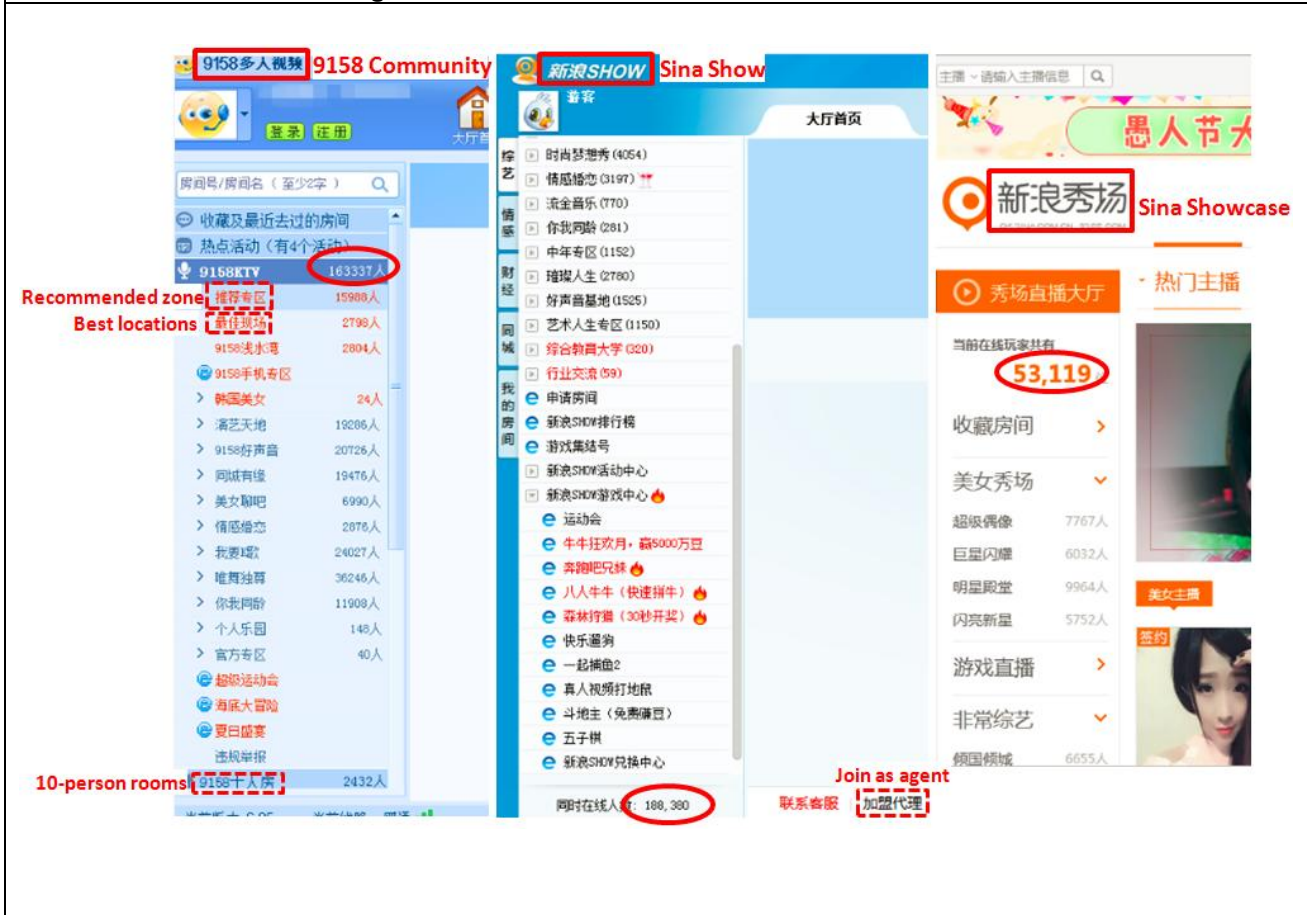 9158多人视频 9158 Community
登录 注册
房间号/房间名（至少2字）
收藏及最近去过的房间
热点活动（有4个活动）
9158KTV 163337人
Recommended zone 推荐专区 15988人
Best locations 最佳现场 2798人
9158浅水湾 2804人
9158手机专区
韩国美女 24人
演艺天地 19286人
9158好声音 20726人
同城有缘 19476人
美女聊吧 6990人
情感婚恋 2876人
我要K歌 24027人
唯舞独尊 36246人
你我同龄 11908人
个人乐园 148人
官方专区 40人
超级运动会
海底大冒险
夏日盛宴
违规举报
10-person rooms 9158十人房 2432人
新浪SHOW Sina Show
游客
大厅首页
综艺
情感
财经
同城
我的房间
时尚梦想秀(4054)
情感婚恋(3197)
流金音乐(770)
你我同龄(281)
中年专区(1152)
璀璨人生(2780)
好声音基地(1525)
艺术人生专区(1150)
综合教育大学(320)
行业交流(59)
申请房间
新浪SHOW排行榜
游戏集结号
新浪SHOW活动中心
新浪SHOW游戏中心
运动会
牛牛狂欢月，赢5000万豆
奔跑吧兄妹
八人牛牛（快速拼牛）
森林狩猎（30秒开奖）
快乐遛狗
一起捕鱼2
真人视频打地鼠
斗地主（免费赚豆）
五子棋
新浪SHOW兑换中心
同时在线人数: 188,380
Join as agent
联系客服 加盟代理
主播 请输入主播信息
愚人节大
新浪秀场 Sina Showcase
秀场直播大厅
热门主播
当前在线玩家共有
53,119
收藏房间
美女秀场
超级偶像 7767人
巨星闪耀 6032人
明星殿堂 9964人
闪亮新星 5752人
游戏直播
非常综艺
倾国倾城 6655人
美女主播
签约